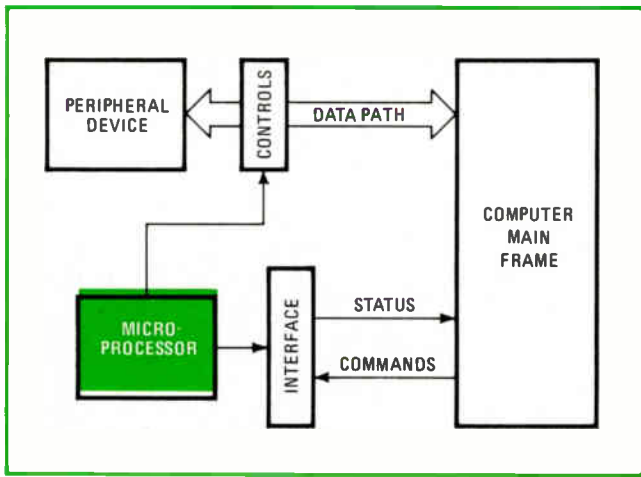 PERIPHERAL
DEVICE
CONTROLS
DATA PATH
COMPUTER
MAIN
FRAME
MICRO-
PROCESSOR
INTERFACE
STATUS
COMMANDS